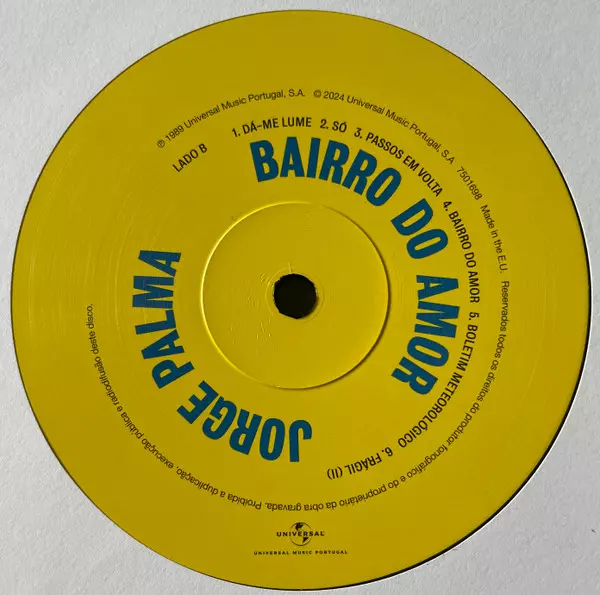 ℗ 1989 Universal Music Portugal, S.A. © 2024 Universal Music Portugal, S.A 7501698 Made in the E.U. Reservados todos os direitos do produtor fonográfico e do proprietário da obra gravada. Proibida a duplicação, execução pública e radiodifusão deste disco.
LADO B
1. DÁ-ME LUME 2. SÓ 3. PASSOS EM VOLTA 4. BAIRRO DO AMOR 5. BOLETIM METEOROLÓGICO 6. FRÁGIL (II)
BAIRRO DO AMOR
JORGE PALMA
UNIVERSAL
UNIVERSAL MUSIC PORTUGAL